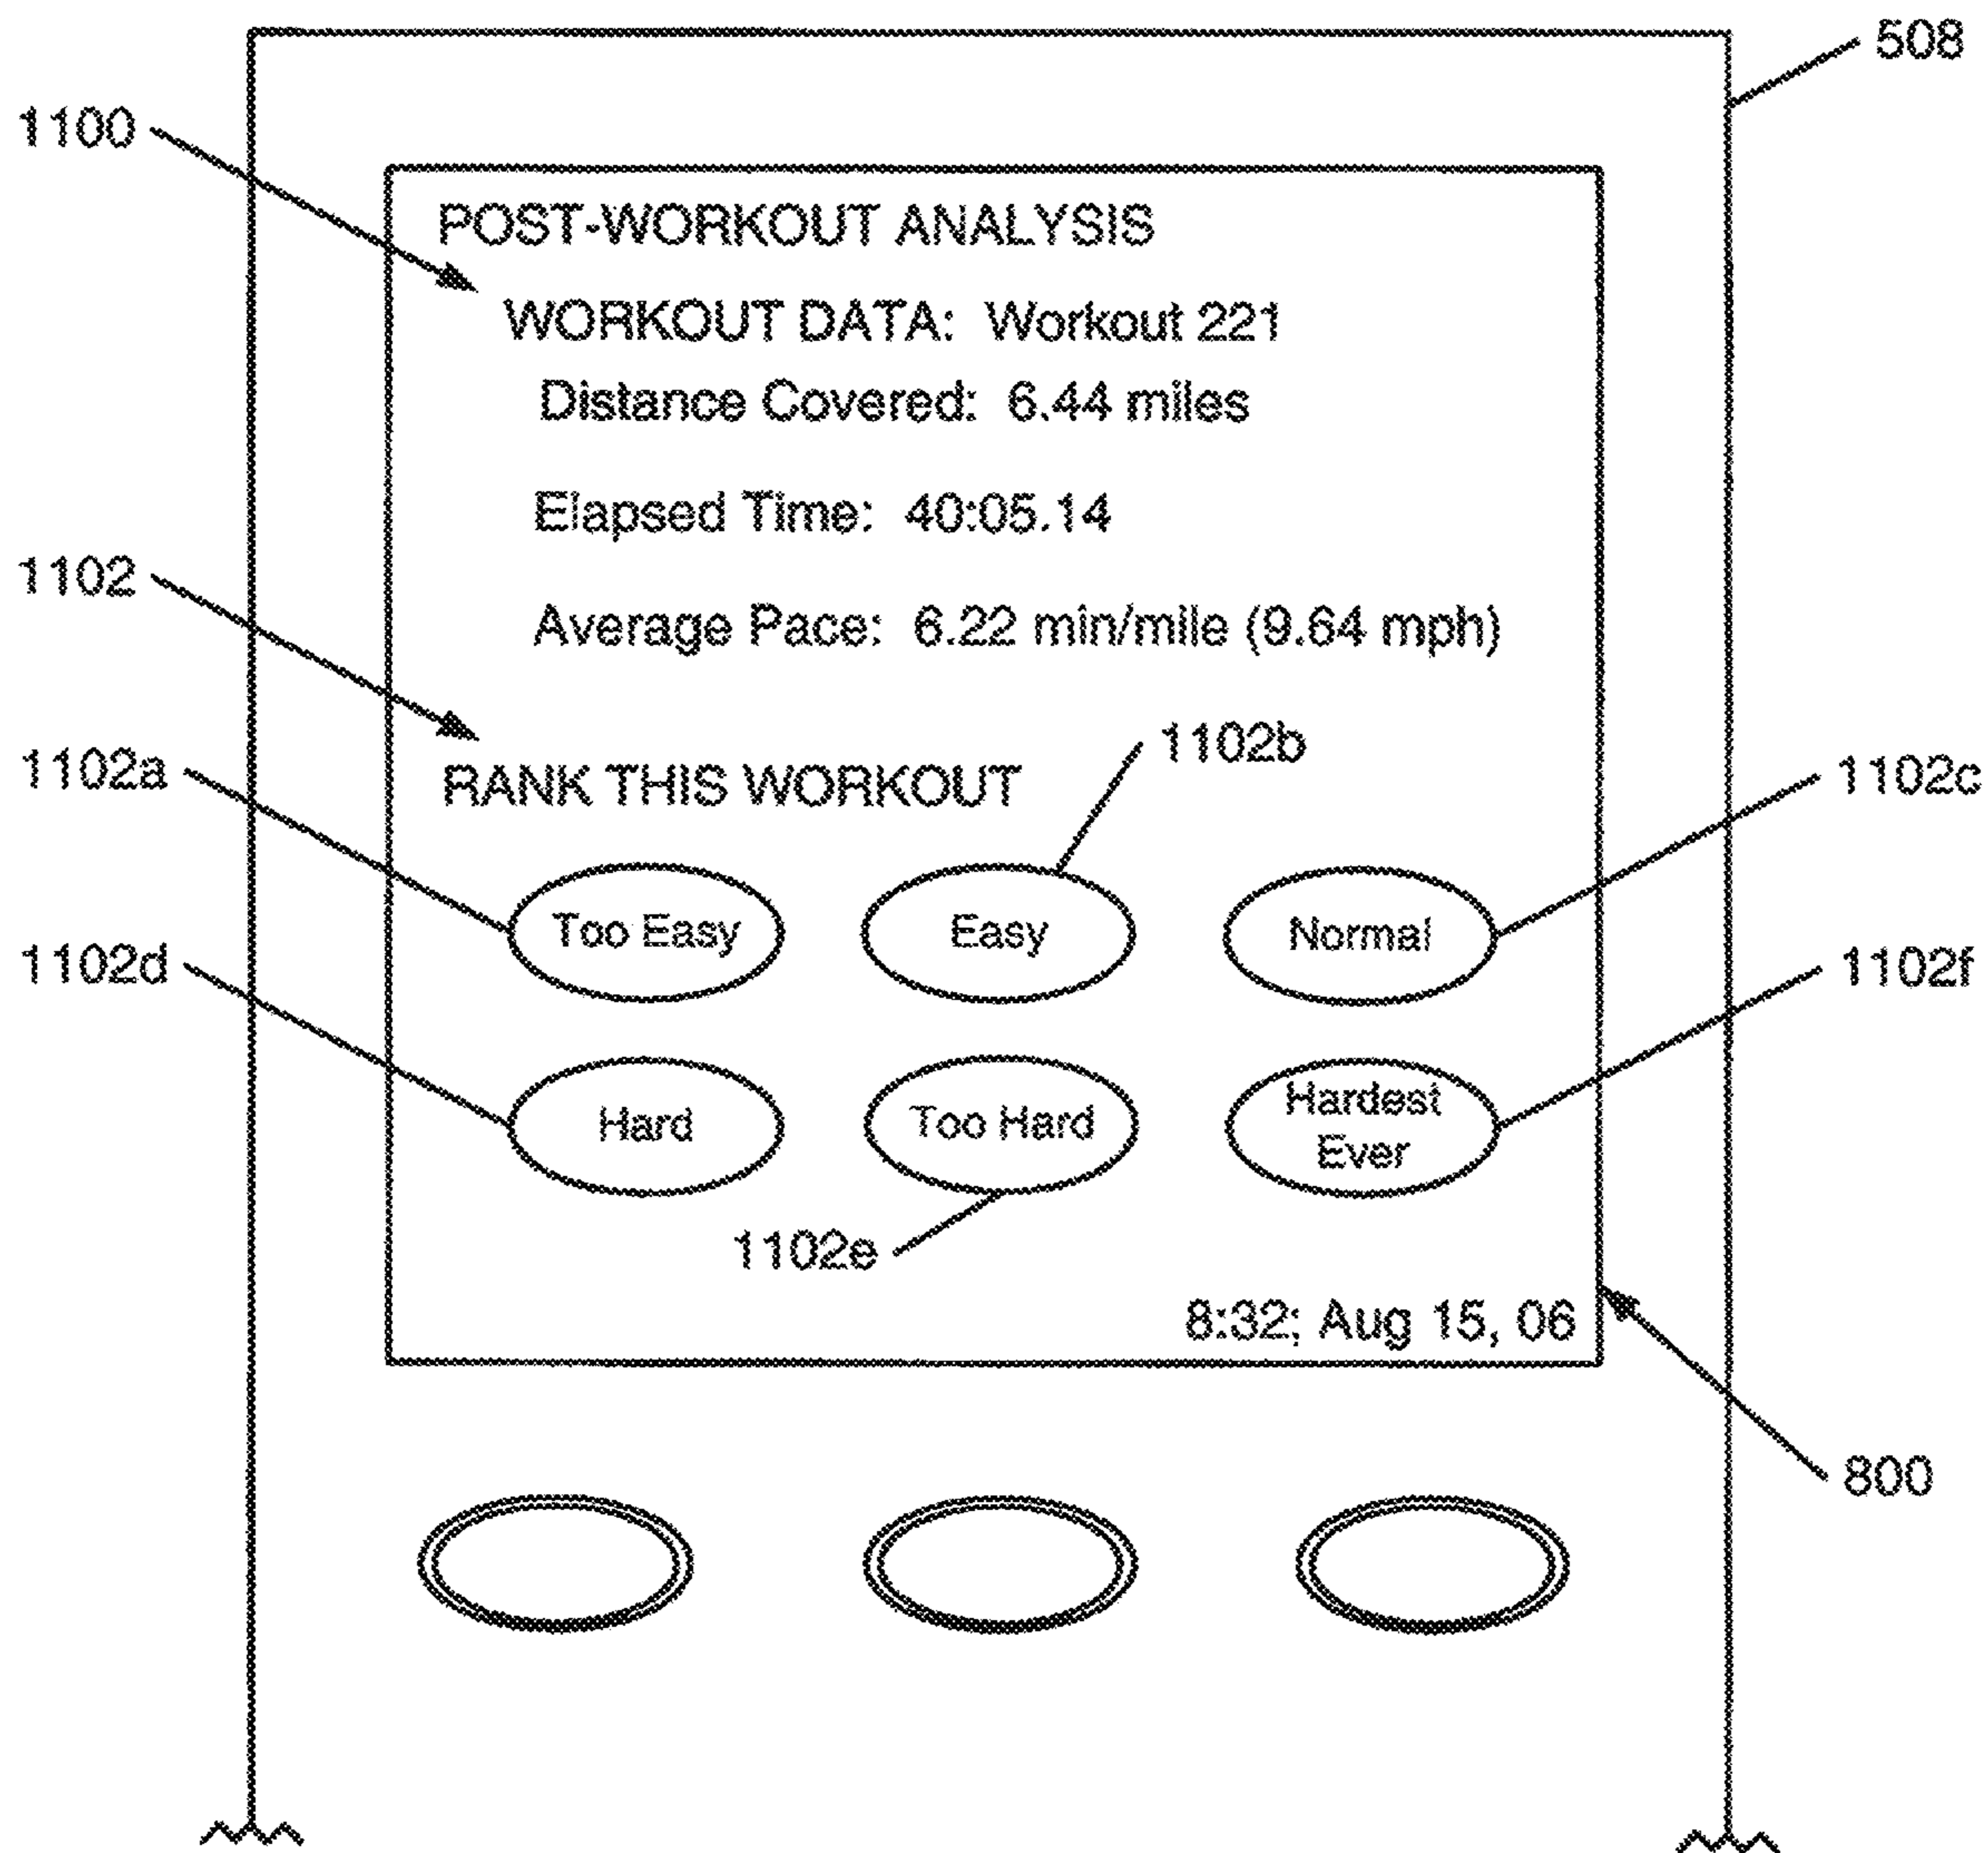 508
1100
POST-WORKOUT ANALYSIS
WORKOUT DATA: Workout 221
Distance Covered: 6.44 miles
Elapsed Time: 40:05.14
1102
Average Pace: 6.22 min/mile (9.64 mph)
1102b
1102a
RANK THIS WORKOUT
1102c
Too Easy
Easy
Normal
1102d
1102f
Hard
Too Hard
Hardest
Ever
1102e
8:32; Aug 15, 06
800